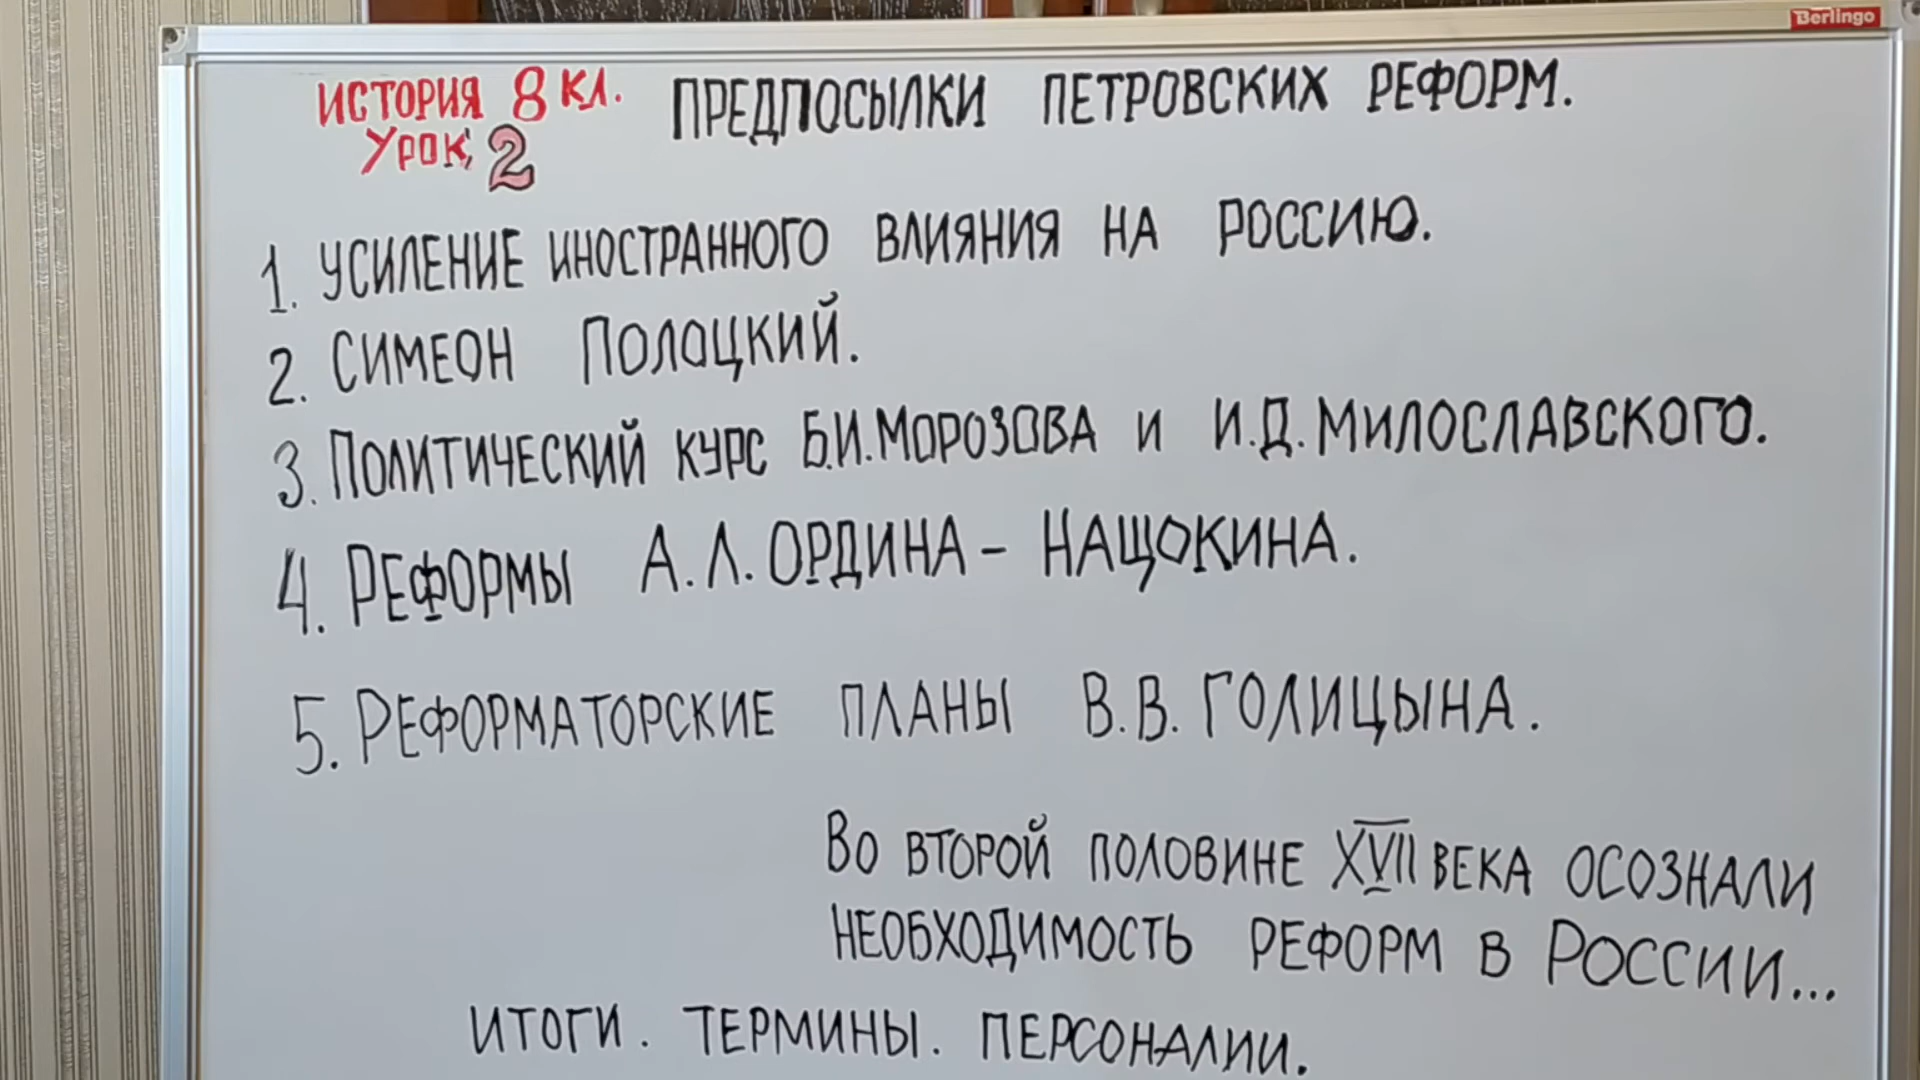 Berlingo
ИСТОРИЯ 8 КЛ. ПРЕДПОСЫЛКИ ПЕТРОВСКИХ РЕФОРМ.
УРОК 2
1. УСИЛЕНИЕ ИНОСТРАННОГО ВЛИЯНИЯ НА РОССИЮ.
2. СИМЕОН ПОЛОЦКИЙ.
3. ПОЛИТИЧЕСКИЙ КУРС Б.И.МОРОЗОВА И И.Д.МИЛОСЛАВСКОГО.
4. РЕФОРМЫ А.Л.ОРДИНА-НАЩОКИНА.
5. РЕФОРМАТОРСКИЕ ПЛАНЫ В.В.ГОЛИЦЫНА.
ВО ВТОРОЙ ПОЛОВИНЕ XVII ВЕКА ОСОЗНАЛИ
НЕОБХОДИМОСТЬ РЕФОРМ В РОССИИ...
ИТОГИ. ТЕРМИНЫ. ПЕРСОНАЛИИ.